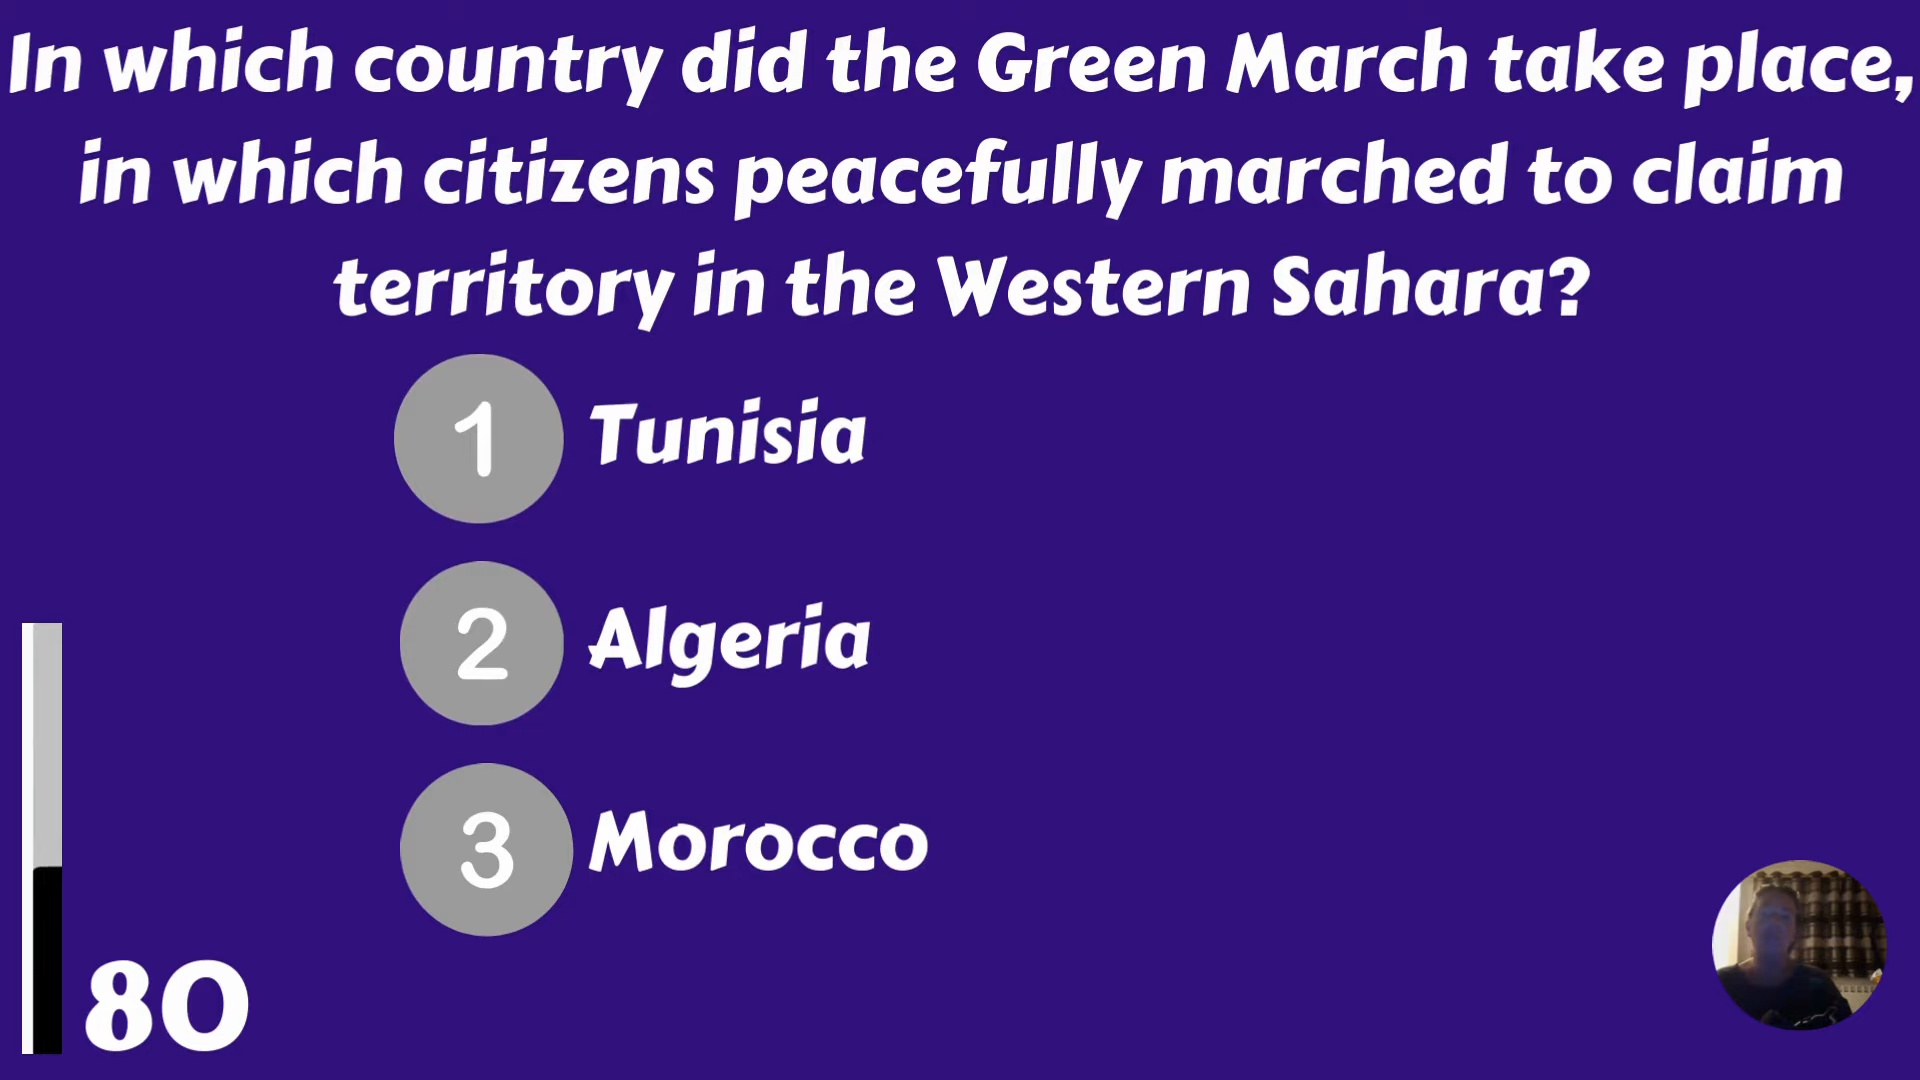 In which country did the Green March take place,
in which citizens peacefully marched to claim
territory in the Western Sahara?
1 Tunisia
2 Algeria
3 Morocco
80